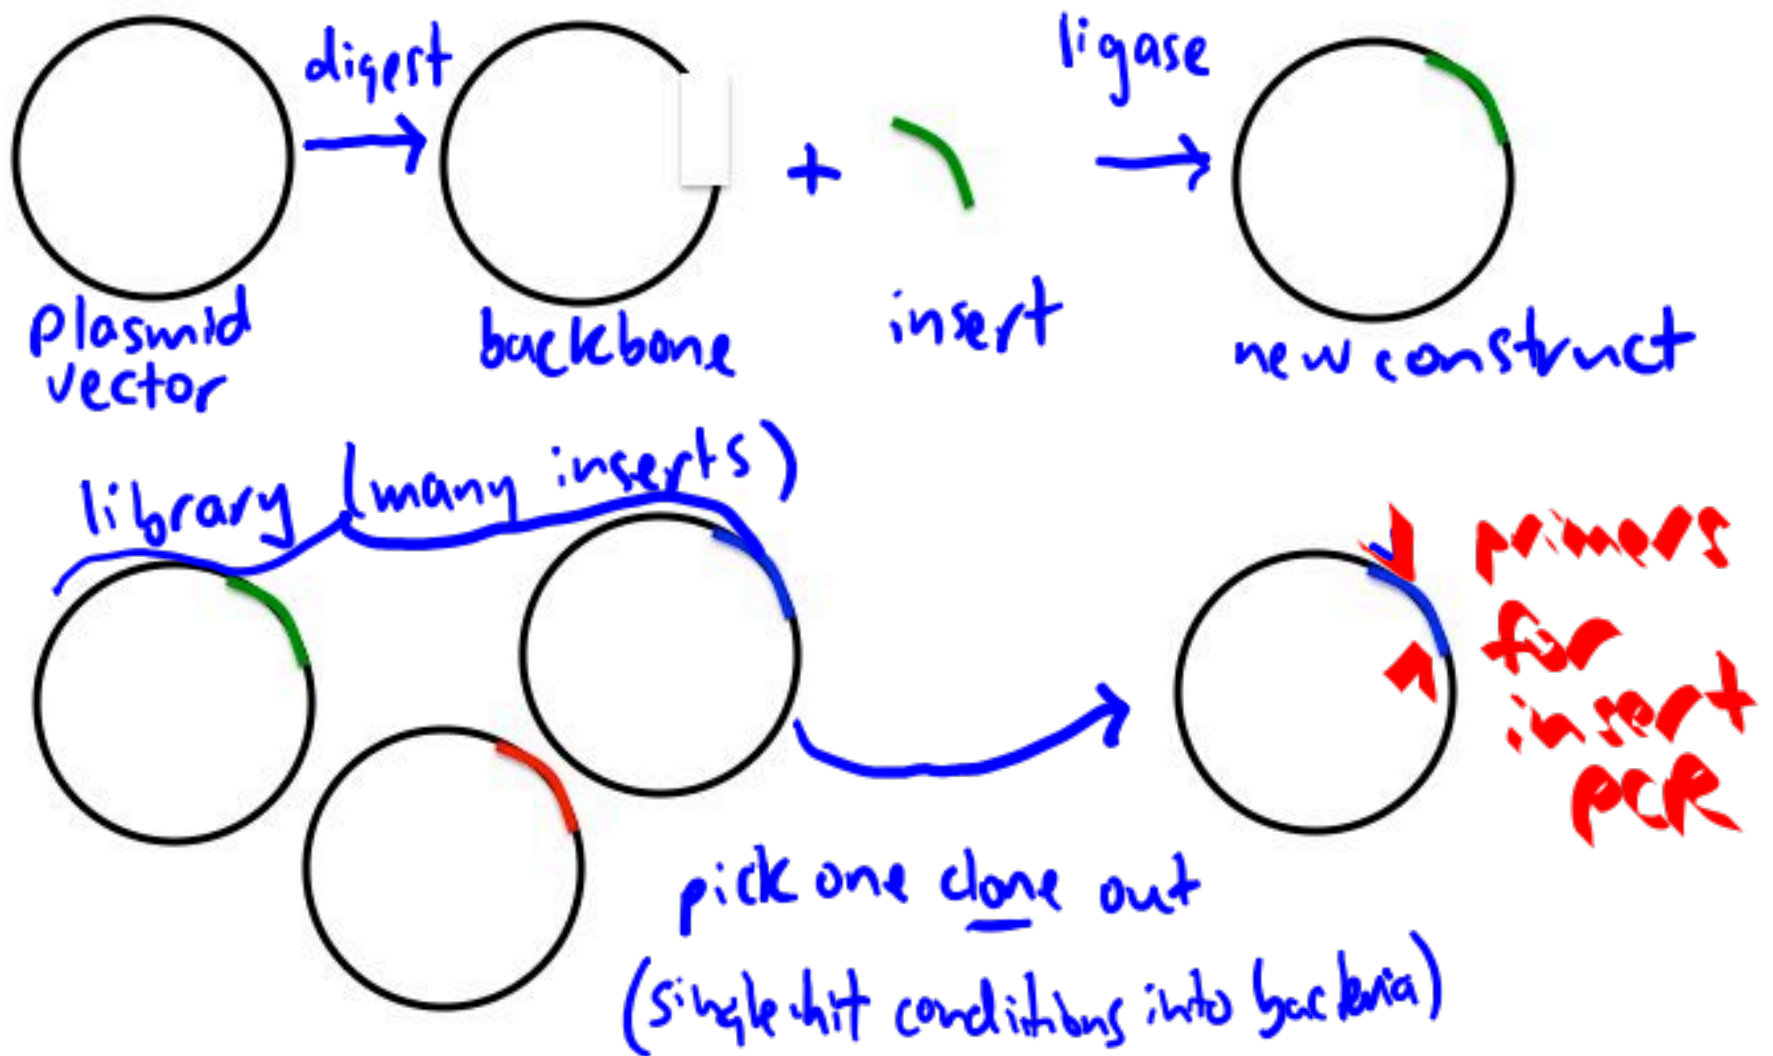 digest
ligase
+
plasmid
vector
backbone
insert
new construct
library (many inserts)
primers
for
insert
PCR
pick one clone out
(single-hit conditions into bacteria)